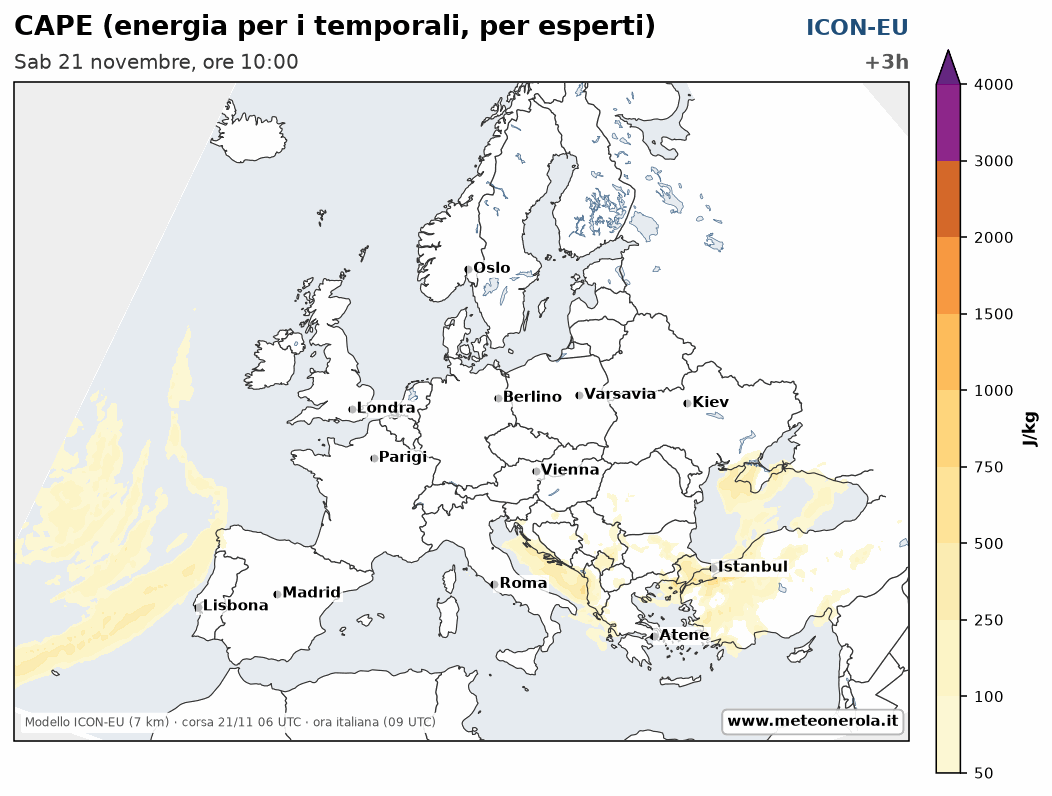 CAPE (energia per i temporali, per esperti)
ICON-EU
Sab 21 novembre, ore 10:00
+3h
4000
3000
2000
1500
1000
750
500
250
100
50
J/kg
Oslo
Berlino
Varsavia
Kiev
Londra
Parigi
Vienna
Istanbul
Roma
Madrid
Lisbona
Atene
Modello ICON-EU (7 km) · corsa 21/11 06 UTC · ora italiana (09 UTC)
www.meteonerola.it